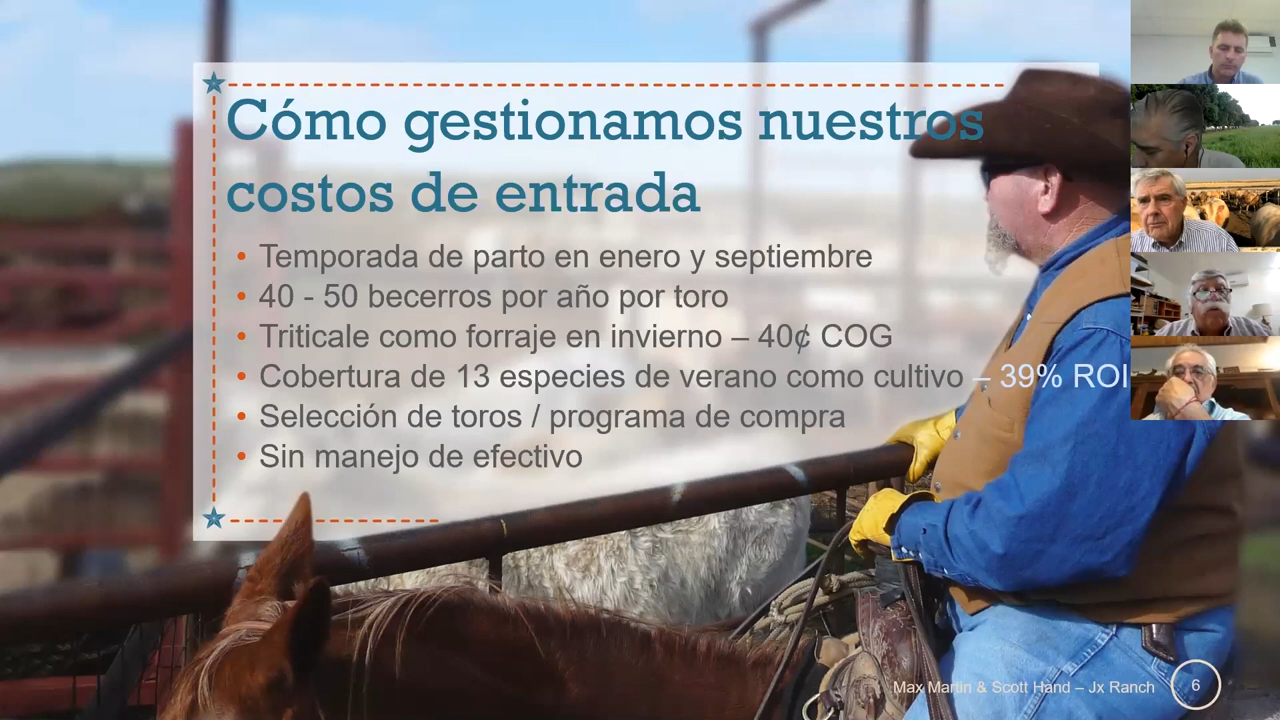 Cómo gestionamos nuestros
costos de entrada
• Temporada de parto en enero y septiembre
• 40 - 50 becerros por año por toro
• Triticale como forraje en invierno – 40¢ COG
• Cobertura de 13 especies de verano como cultivo – 39% ROI
• Selección de toros / programa de compra
• Sin manejo de efectivo
Max Martin & Scott Hand – Jx Ranch
6